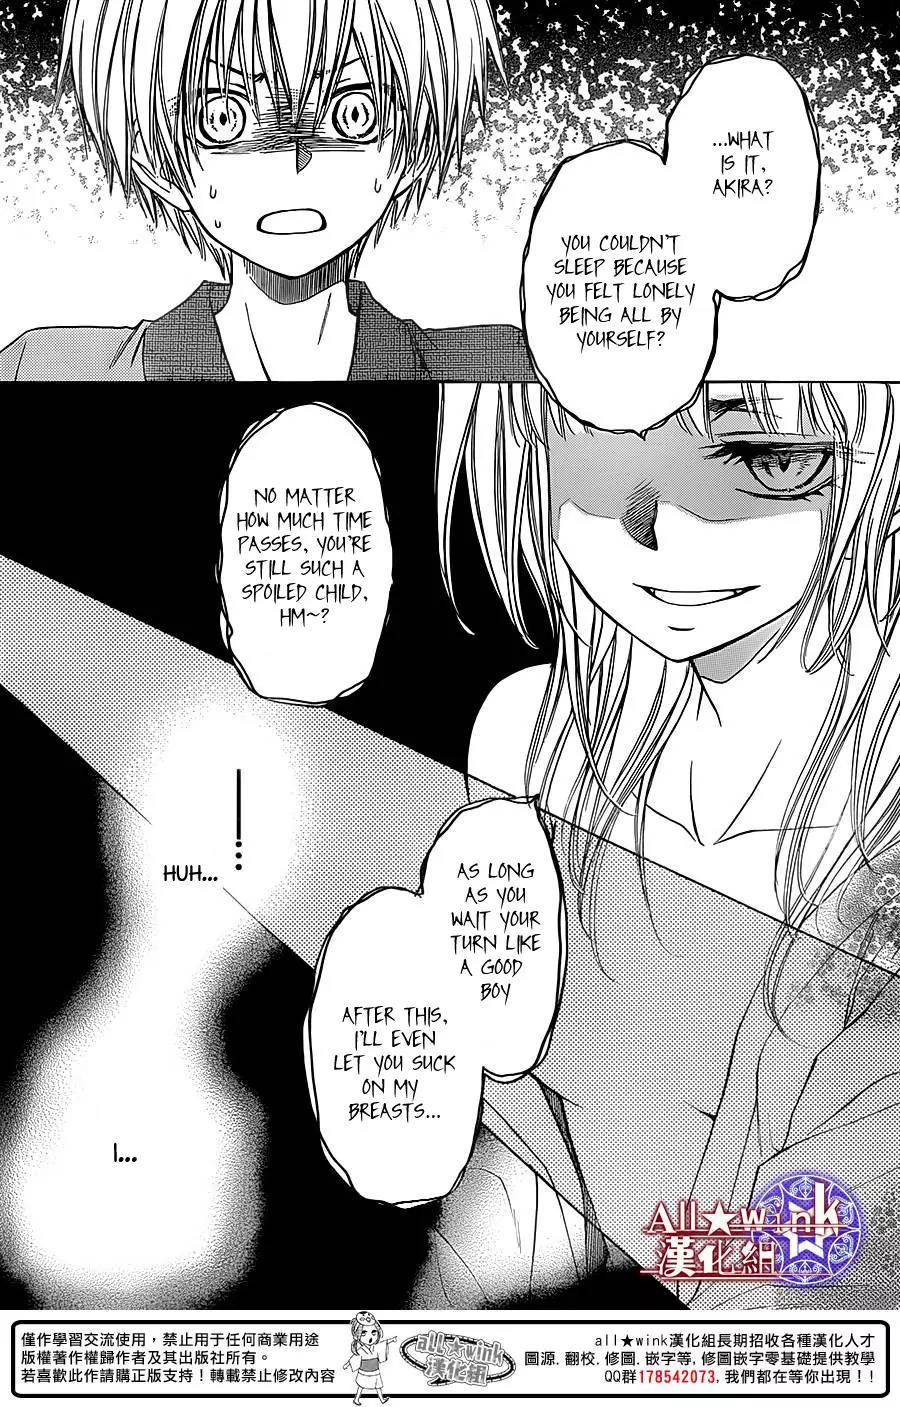 ...WHAT
IS IT,
AKIRA?
YOU COULDN'T
SLEEP BECAUSE
YOU FELT LONELY
BEING ALL BY
YOURSELF?
NO MATTER
HOW MUCH TIME
PASSES, YOU'RE
STILL SUCH A
SPOILED CHILD,
HM~?
HUH...
AS LONG
AS YOU
WAIT YOUR
TURN LIKE
A GOOD
BOY
AFTER THIS,
I'LL EVEN
LET YOU SUCK
ON MY
BREASTS...
I...
All★wink
漢化組
僅作學習交流使用，禁止用于任何商業用途
版權著作權歸作者及其出版社所有。
若喜歡此作請購正版支持！轉載禁止修改內容
all★wink
漢化組
all★wink漢化組長期招收各種漢化人才
圖源.翻校.修圖.嵌字等,修圖嵌字零基礎提供教學
QQ群178542073,我們都在等你出現!!